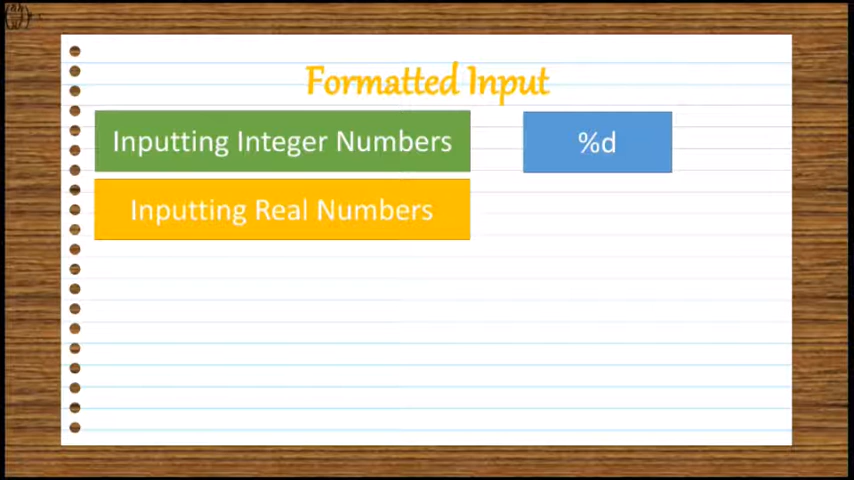 Formatted Input
Inputting Integer Numbers
%d
Inputting Real Numbers